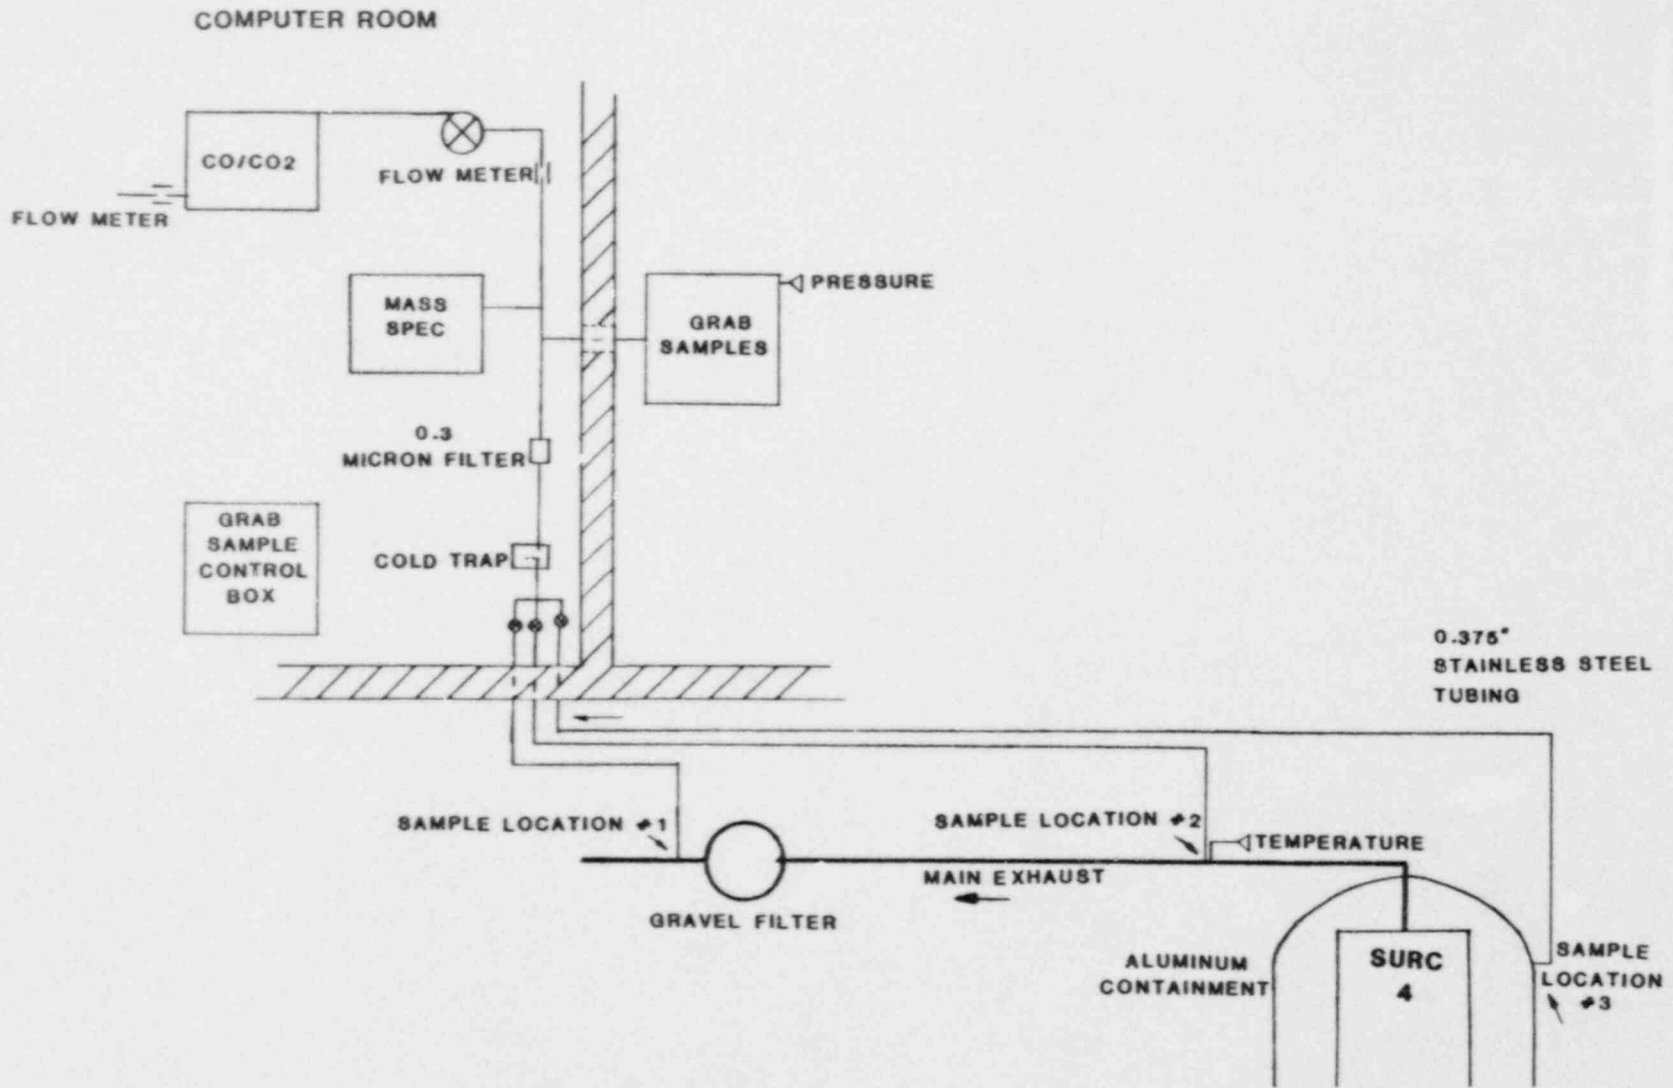 COMPUTER ROOM
CO/CO2
FLOW METER
FLOW METER
MASS
SPEC
PRESSURE
GRAB
SAMPLES
0.3
MICRON FILTER
GRAB
SAMPLE
CONTROL
BOX
COLD TRAP
0.375"
STAINLESS STEEL
TUBING
SAMPLE LOCATION #1
SAMPLE LOCATION #2
TEMPERATURE
MAIN EXHAUST
GRAVEL FILTER
ALUMINUM
CONTAINMENT
SURC
4
SAMPLE
LOCATION
#3